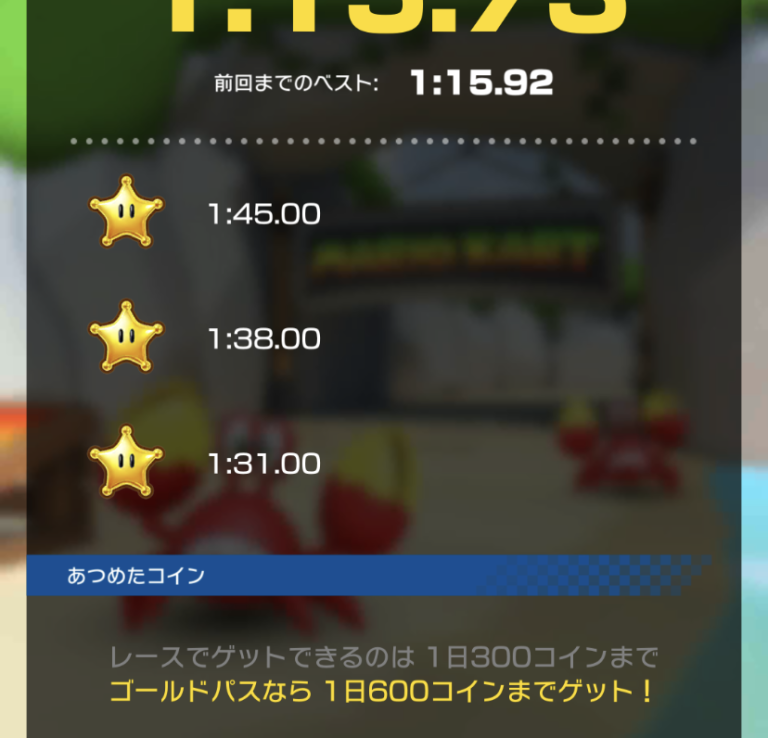 前回までのベスト: 1:15.92
1:45.00
MARIO KART
1:38.00
1:31.00
あつめたコイン
レースでゲットできるのは 1日300コインまで
ゴールドパスなら 1日600コインまでゲット！